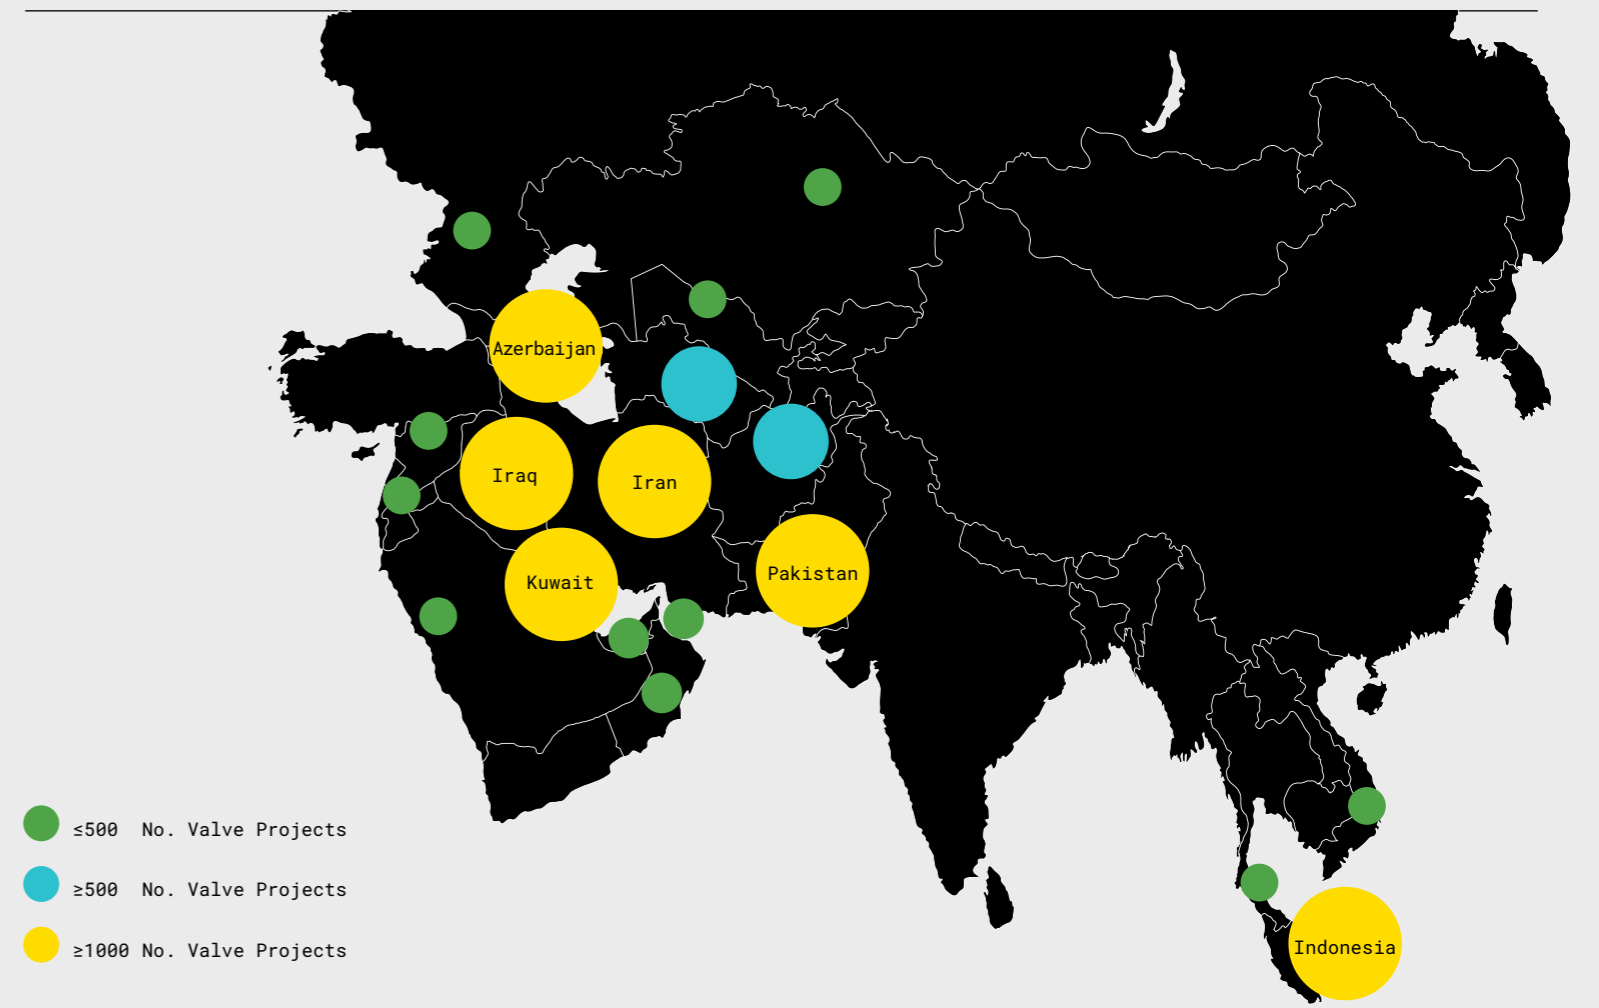 Azerbaijan
Iraq
Iran
Kuwait
Pakistan
≤500 No. Valve Projects
≥500 No. Valve Projects
≥1000 No. Valve Projects
Indonesia